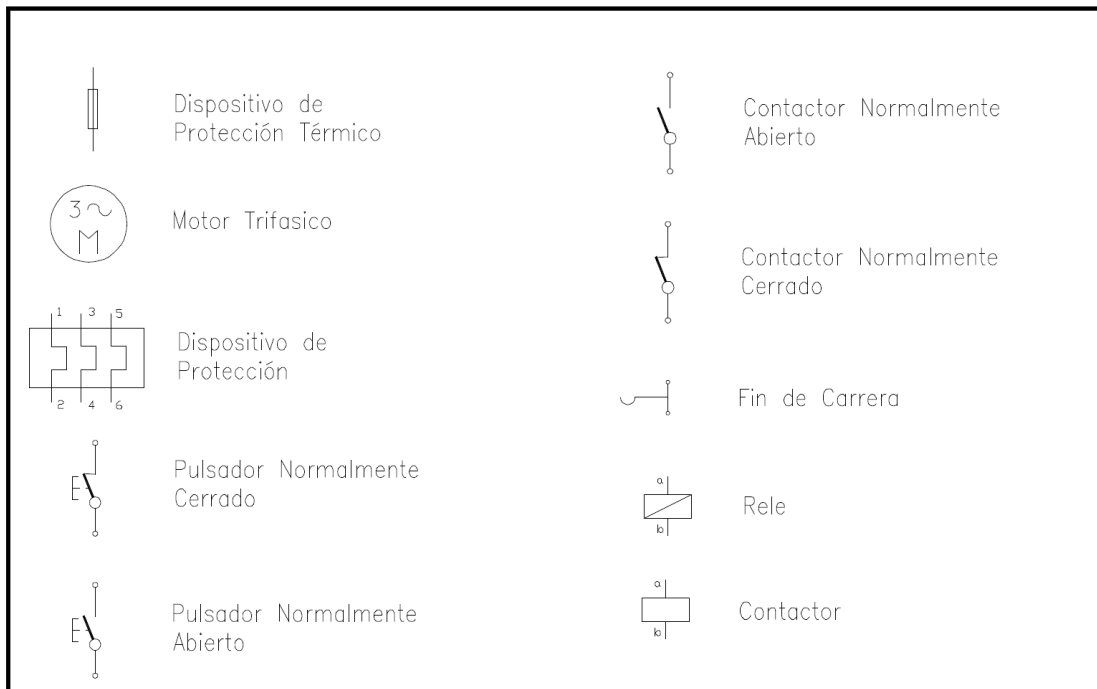 Dispositivo de
Protección Térmico
3~
M
Motor Trifasico
1 3 5
2 4 6
Dispositivo de
Protección
Pulsador Normalmente
Cerrado
Pulsador Normalmente
Abierto
Contactor Normalmente
Abierto
Contactor Normalmente
Cerrado
Fin de Carrera
a
b
Rele
a
b
Contactor